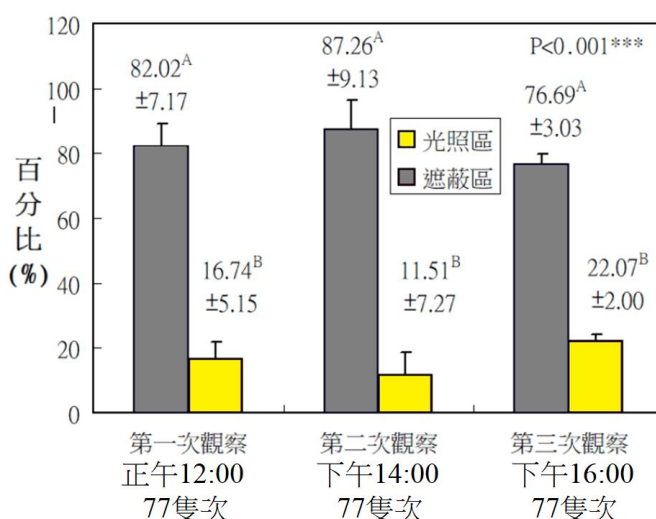 120
100
80
60
40
20
0
百分比
(%)
82.02A
±7.17
87.26A
±9.13
P<0.001***
76.69A
±3.03
光照區
遮蔽區
16.74B
±5.15
11.51B
±7.27
22.07B
±2.00
第一次觀察
正午12:00
77隻次
第二次觀察
下午14:00
77隻次
第三次觀察
下午16:00
77隻次